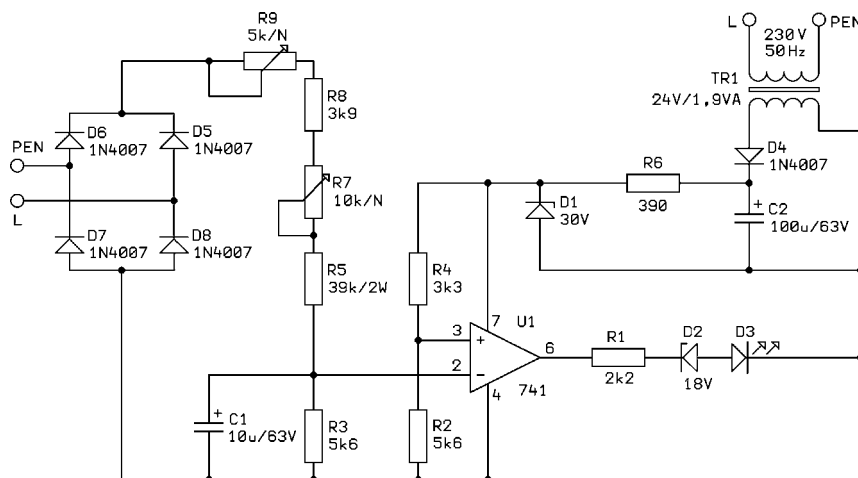 R9
5k/N
L
230V
50Hz
PEN
TR1
24V/1,9VA
R8
3k9
D6
1N4007
D5
1N4007
PEN
L
R7
10k/N
D4
1N4007
R6
390
D1
30V
+
C2
100u/63V
D7
1N4007
D8
1N4007
R5
39k/2W
R4
3k3
7
U1
3
+
2
-
6
4
741
R1
2k2
D2
18V
D3
+
C1
10u/63V
R3
5k6
R2
5k6